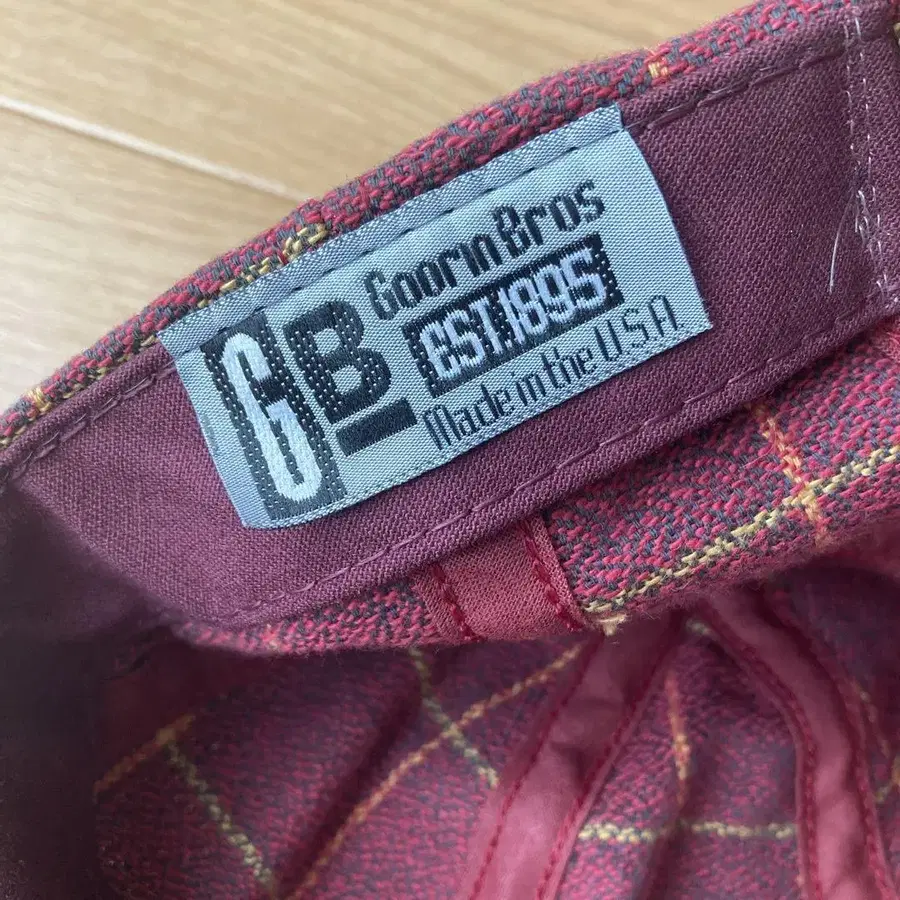 GB
Goorin Bros
EST.1895
Made in the U.S.A.